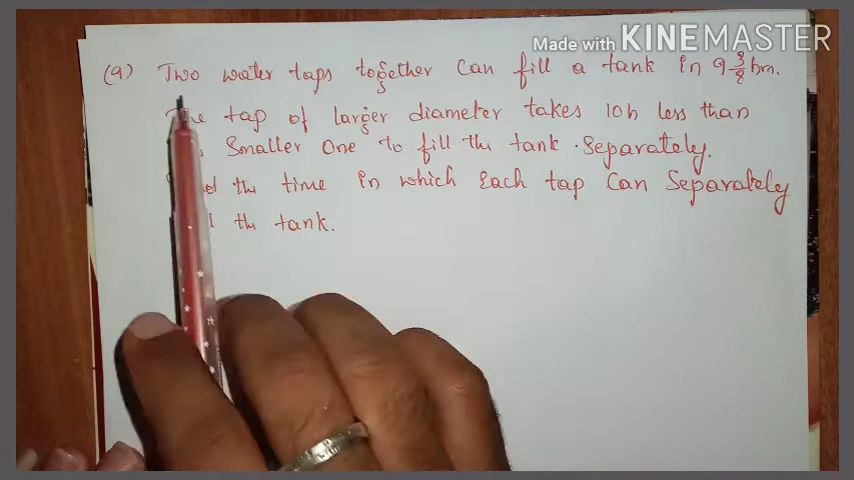 Made with KINEMASTER
(9) Two water taps together can fill a tank in 9 3/8 hrs.
tap of larger diameter takes 10h less than
Smaller One to fill the tank . Separately.
the time in which Each tap Can Separately
the tank.